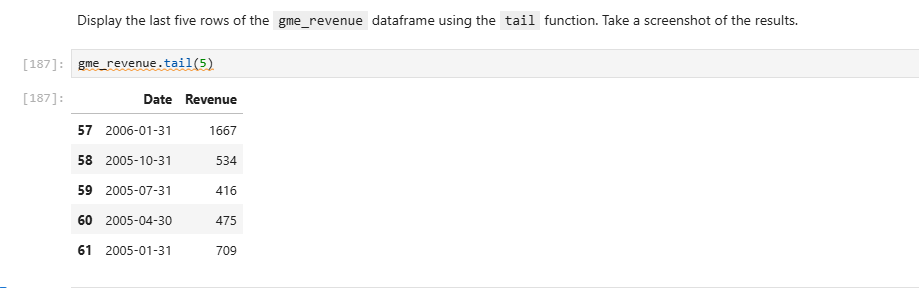 Display the last five rows of the gme_revenue dataframe using the tail function. Take a screenshot of the results.
[187]: gme_revenue.tail(5)
[187]:
Date Revenue
57 2006-01-31 1667
58 2005-10-31 534
59 2005-07-31 416
60 2005-04-30 475
61 2005-01-31 709